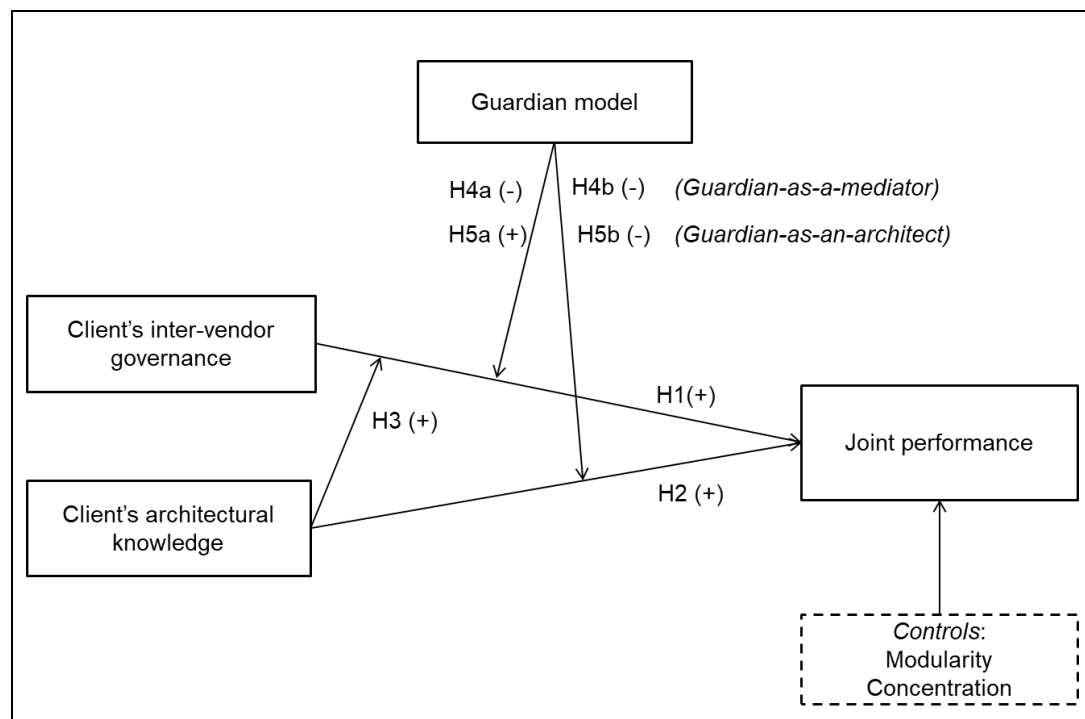 Guardian model
H4a (-)
H4b (-)
(Guardian-as-a-mediator)
H5a (+)
H5b (-)
(Guardian-as-an-architect)
Client’s inter-vendor
governance
H1(+)
H3 (+)
Joint performance
Client’s architectural
knowledge
H2 (+)
Controls:
Modularity
Concentration